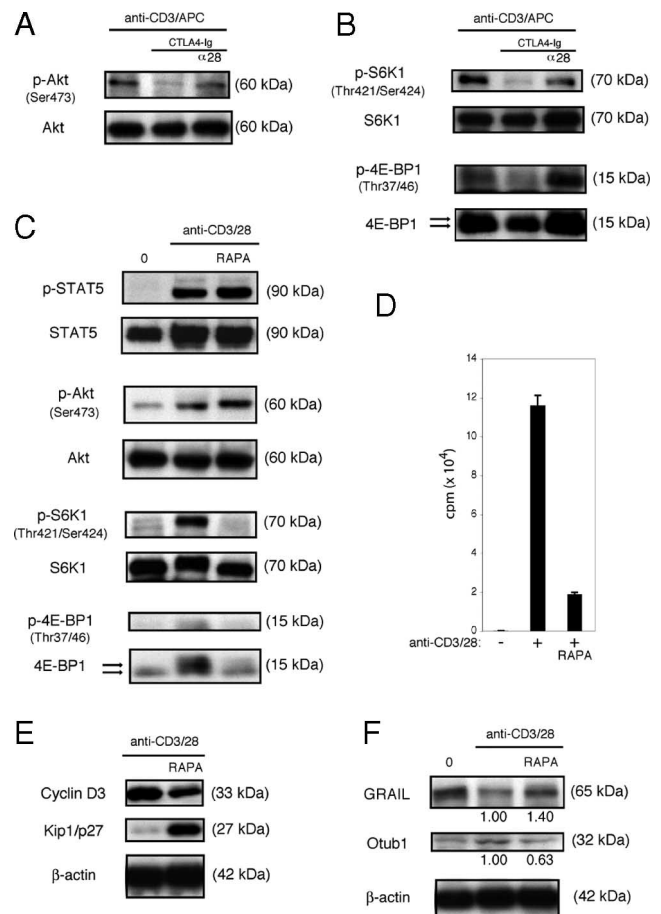 A
anti-CD3/APC
CTLA4-Ig
α28
p-Akt
(Ser473)
(60 kDa)
Akt
(60 kDa)
B
anti-CD3/APC
CTLA4-Ig
α28
p-S6K1
(Thr421/Ser424)
(70 kDa)
S6K1
(70 kDa)
p-4E-BP1
(Thr37/46)
(15 kDa)
4E-BP1
(15 kDa)
C
anti-CD3/28
0 RAPA
p-STAT5
(90 kDa)
STAT5
(90 kDa)
p-Akt
(Ser473)
(60 kDa)
Akt
(60 kDa)
p-S6K1
(Thr421/Ser424)
(70 kDa)
S6K1
(70 kDa)
p-4E-BP1
(Thr37/46)
(15 kDa)
4E-BP1
(15 kDa)
D
14
12
10
8
6
4
2
0
cpm (x 10⁴)
anti-CD3/28: - + +
RAPA
E
anti-CD3/28
RAPA
Cyclin D3 (33 kDa)
Kip1/p27 (27 kDa)
β-actin (42 kDa)
F
anti-CD3/28
0 RAPA
GRAIL (65 kDa)
1.00 1.40
Otub1 (32 kDa)
1.00 0.63
β-actin (42 kDa)